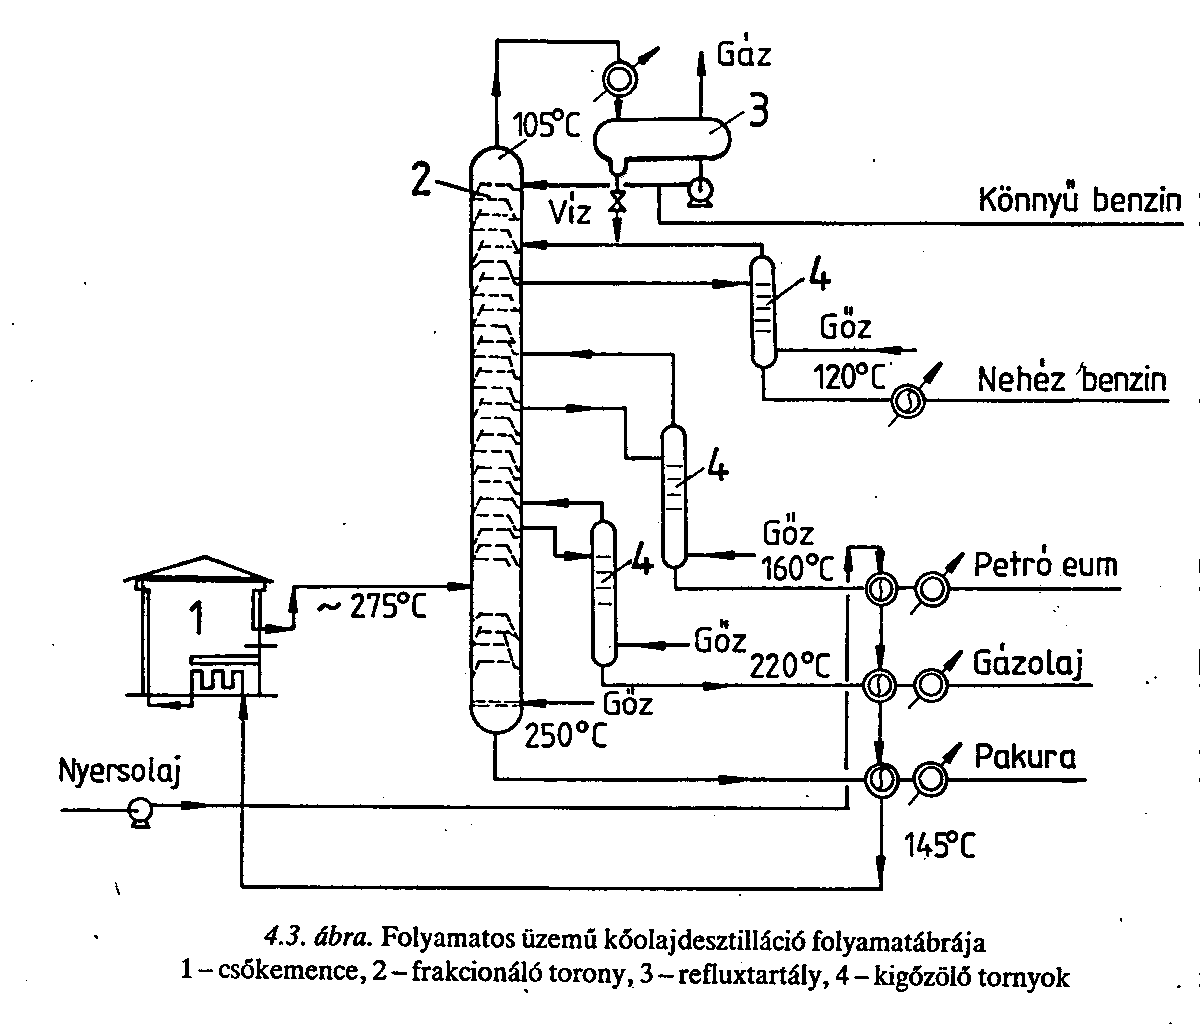 Gáz
105°C
3
2
Víz
Könnyű benzin
4
Gőz
120°C
Nehéz benzin
4
Gőz
160°C
Petró eum
4
1
~ 275°C
Gőz
220°C
Gázolaj
Gőz
250°C
Pakura
Nyersolaj
145°C
4.3. ábra. Folyamatos üzemű kőolajdesztilláció folyamatábrája
1 – csőkemence, 2 – frakcionáló torony, 3 – refluxtartály, 4 – kigőzölő tornyok